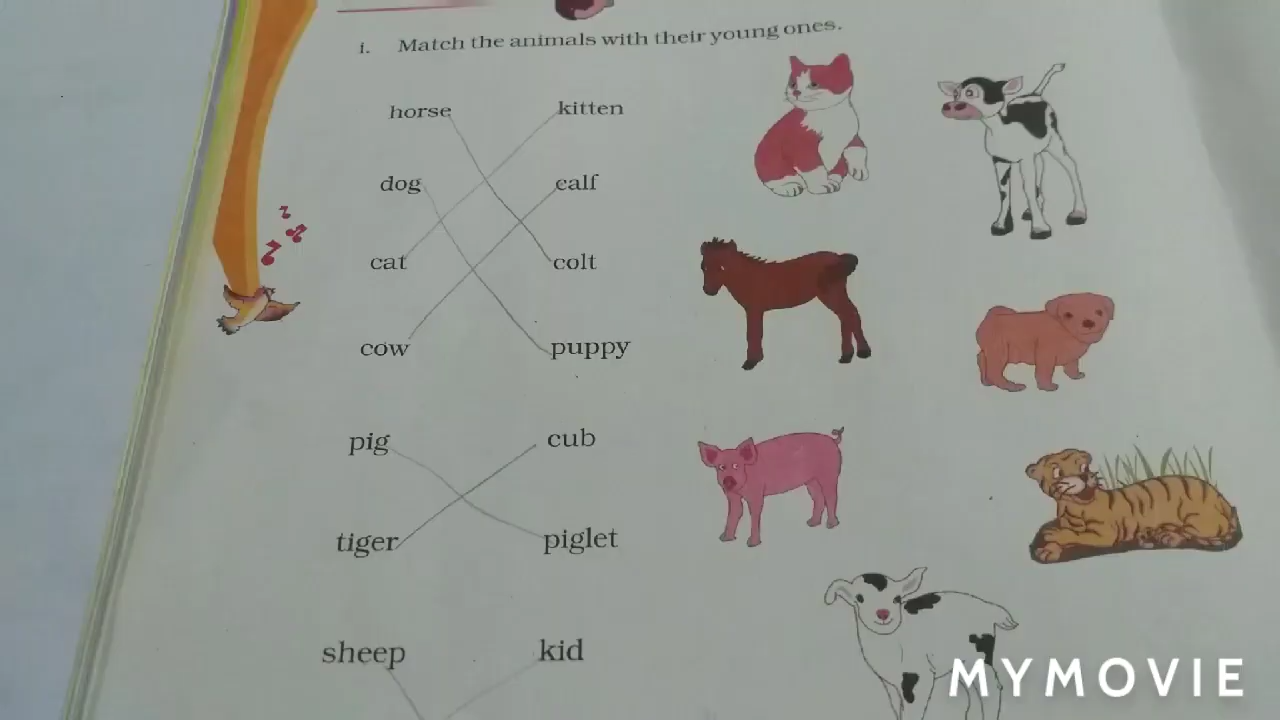 i. Match the animals with their young ones.
horse kitten
dog calf
cat colt
cow puppy
pig cub
tiger piglet
sheep kid
MYMOVIE